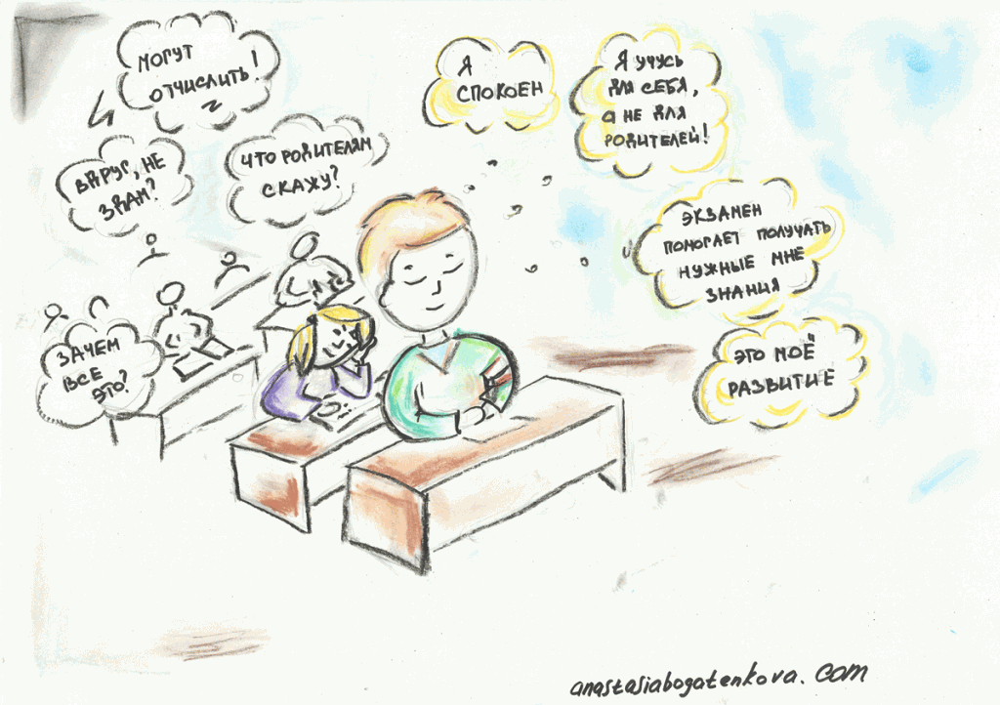 МОГУТ
ОТЧИСЛИТЬ!
ВДРУГ, НЕ
ЗДАМ?
ЧТО РОДИТЕЛЯМ
СКАЖУ?
ЗАЧЕМ
ВСЕ
ЭТО?
Я
СПОКОЕН
Я УЧУСЬ
ДЛЯ СЕБЯ,
А НЕ ДЛЯ
РОДИТЕЛЕЙ!
ЭКЗАМЕН
ПОМОГАЕТ ПОЛУЧАТЬ
НУЖНЫЕ МНЕ
ЗНАНИЯ
ЭТО МОЁ
РАЗВИТИЕ
anastasiabogatenkova.com